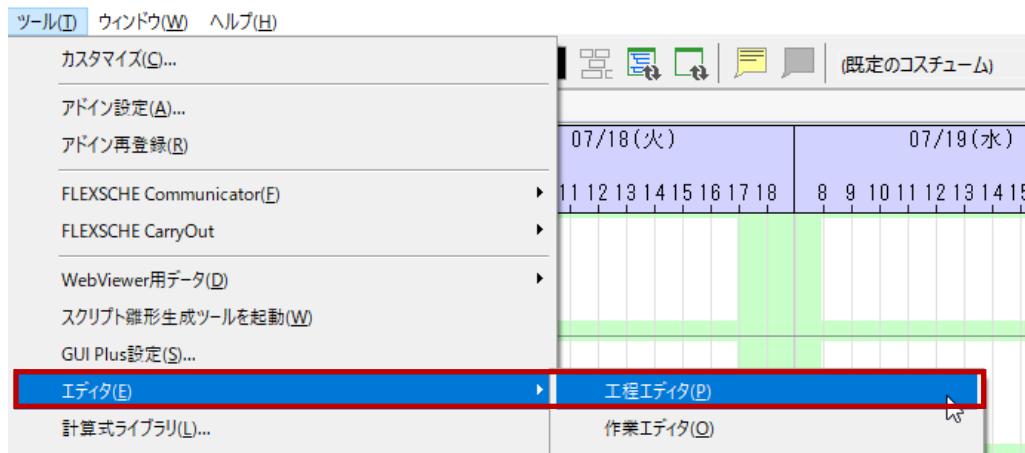 ツール(T) ウィンドウ(W) ヘルプ(H)
カスタマイズ(C)...
(既定のコスチューム)
アドイン設定(A)...
アドイン再登録(R)
07/18(火) 07/19(水)
FLEXSCHE Communicator(F)
11 12 13 14 15 16 17 18 8 9 10 11 12 13 14 15
FLEXSCHE CarryOut
WebViewer用データ(D)
スクリプト雛形生成ツールを起動(W)
GUI Plus設定(S)...
エディタ(E) 工程エディタ(P)
計算式ライブラリ(L)... 作業エディタ(O)